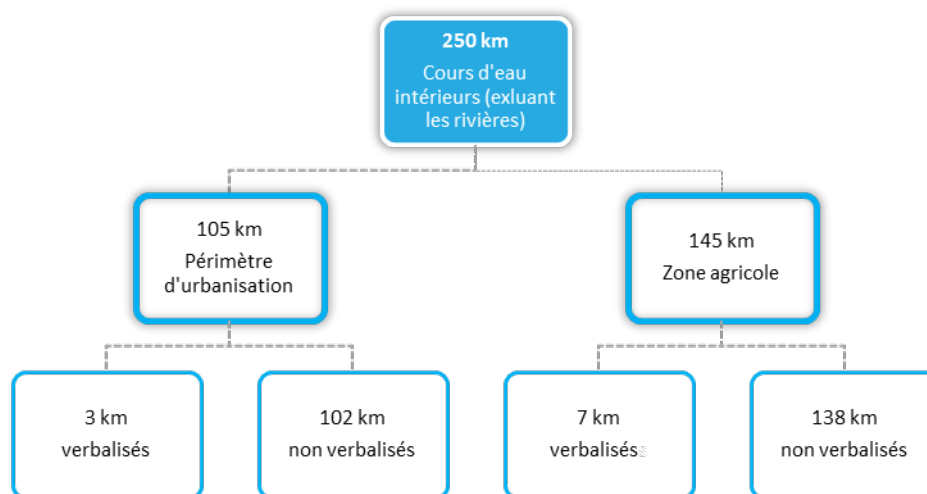 250 km
Cours d'eau
intérieurs (exluant
les rivières)
105 km
Périmètre
d'urbanisation
145 km
Zone agricole
3 km
verbalisés
102 km
non verbalisés
7 km
verbalisés
138 km
non verbalisés